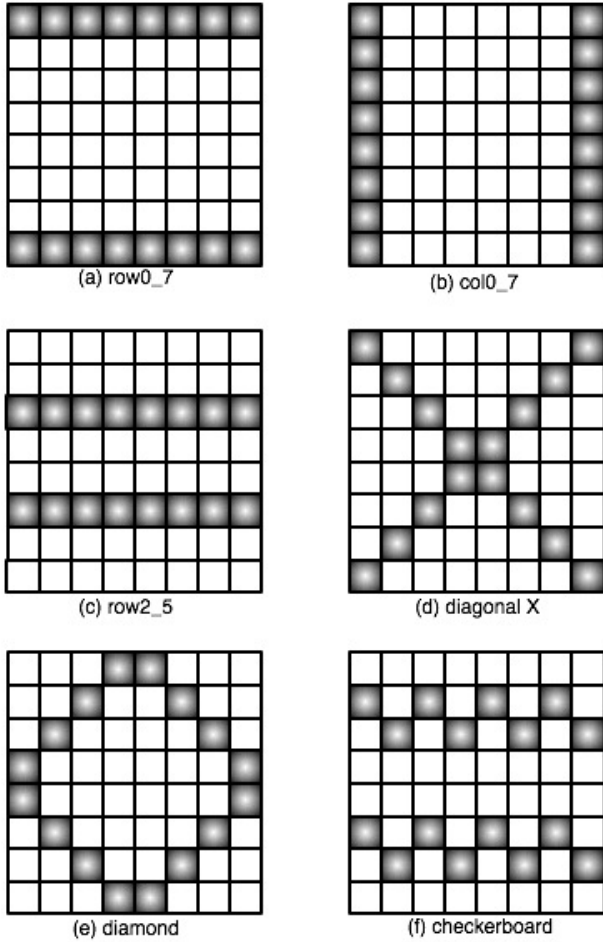 (a) row0_7
(b) col0_7
(c) row2_5
(d) diagonal X
(e) diamond
(f) checkerboard